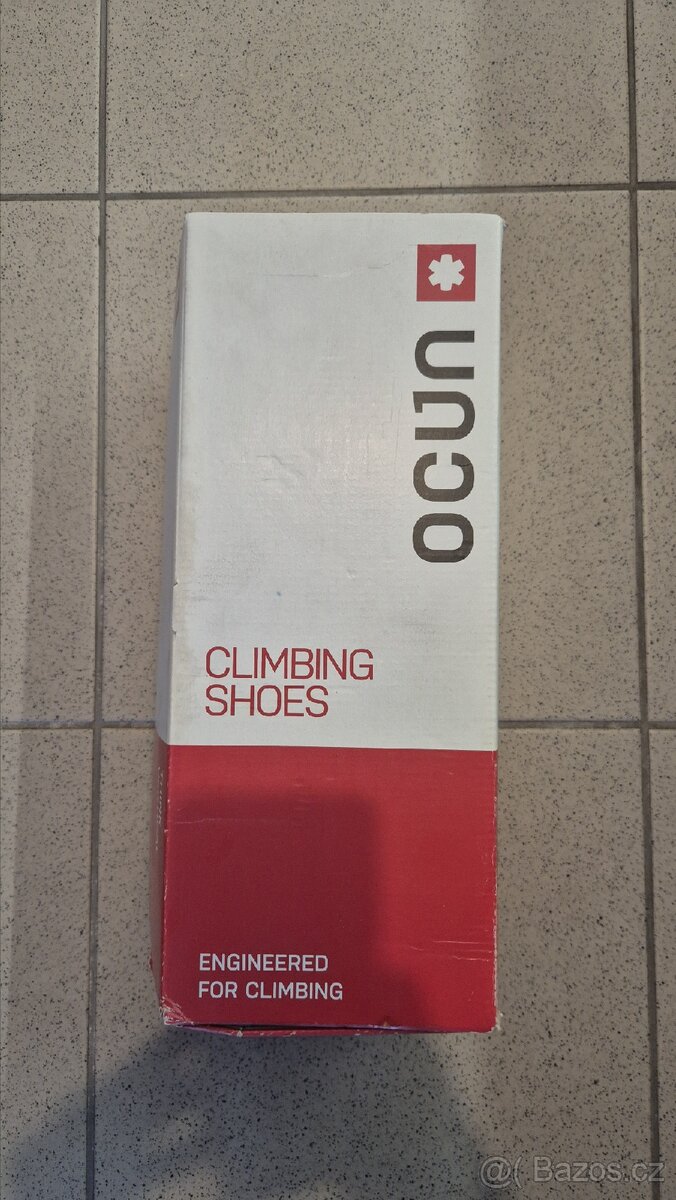 ocun
CLIMBING
SHOES
ENGINEERED
FOR CLIMBING
@( Bazos.cz